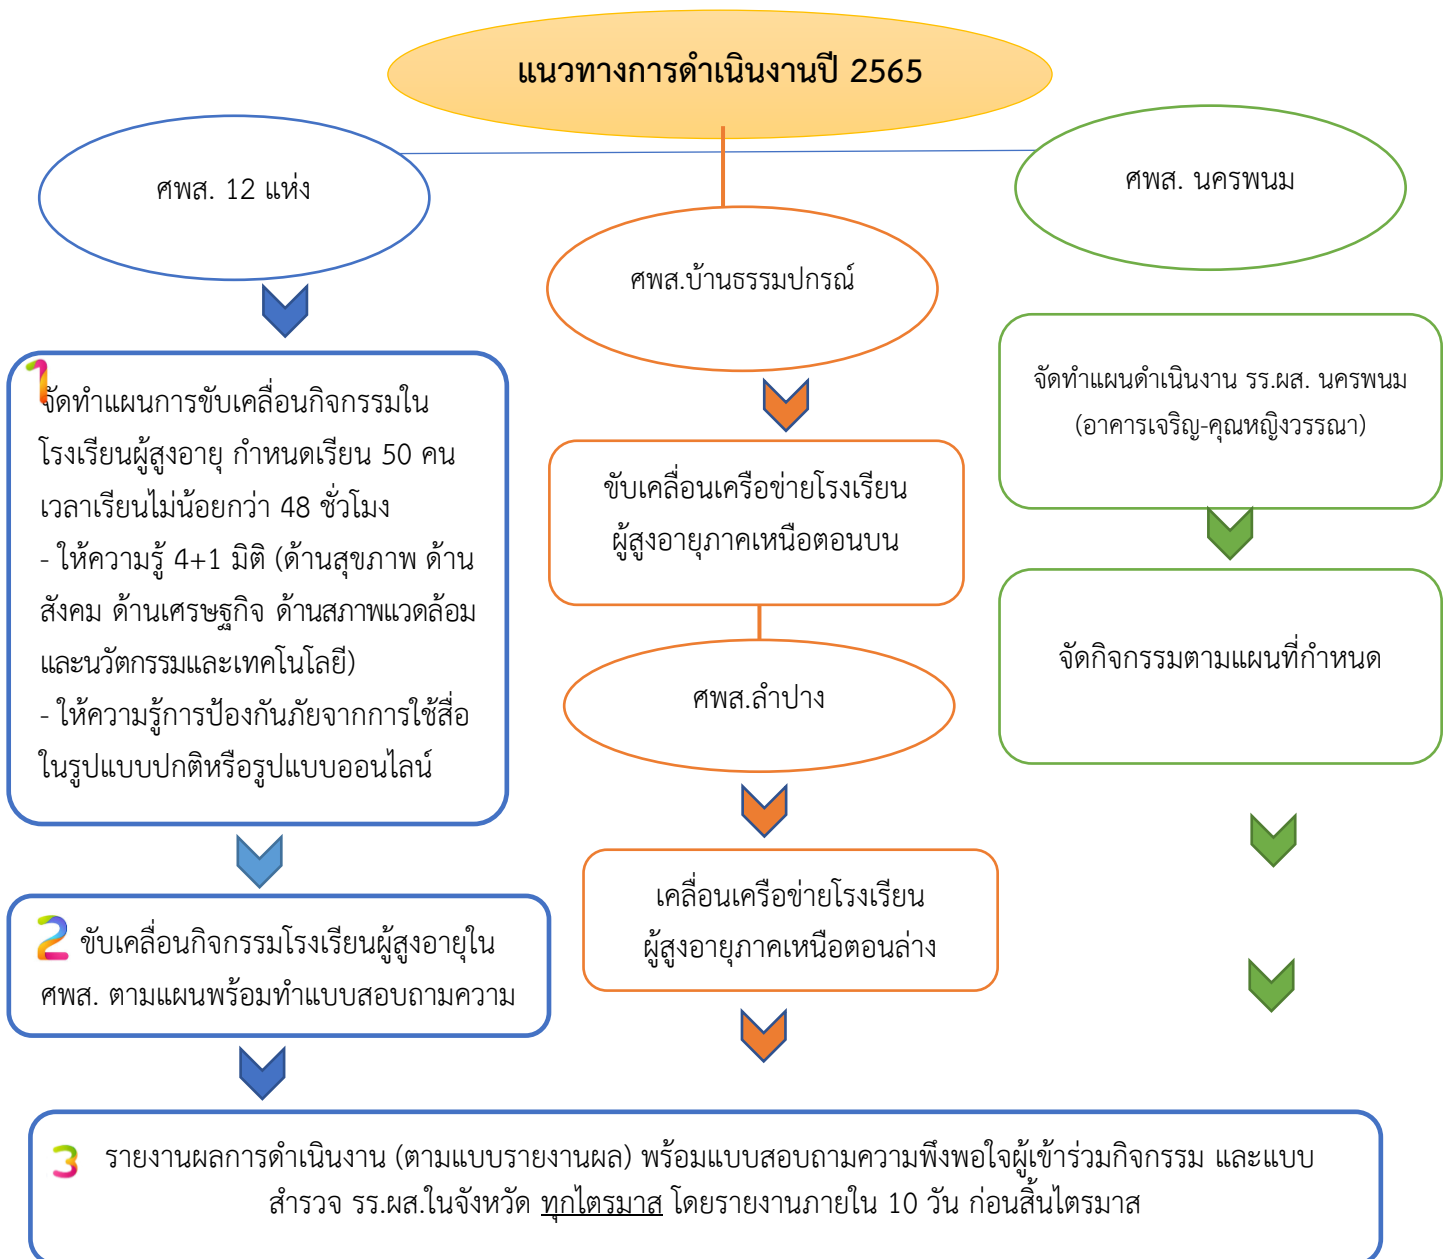 แนวทางการดำเนินงานปี 2565
ศพส. 12 แห่ง
1
จัดทำแผนการขับเคลื่อนกิจกรรมใน
โรงเรียนผู้สูงอายุ กำหนดเรียน 50 คน
เวลาเรียนไม่น้อยกว่า 48 ชั่วโมง
- ให้ความรู้ 4+1 มิติ (ด้านสุขภาพ ด้าน
สังคม ด้านเศรษฐกิจ ด้านสภาพแวดล้อม
และนวัตกรรมและเทคโนโลยี)
- ให้ความรู้การป้องกันภัยจากการใช้สื่อ
ในรูปแบบปกติหรือรูปแบบออนไลน์
2 ขับเคลื่อนกิจกรรมโรงเรียนผู้สูงอายุใน
ศพส. ตามแผนพร้อมทำแบบสอบถามความ
ศพส.บ้านธรรมปกรณ์
ขับเคลื่อนเครือข่ายโรงเรียน
ผู้สูงอายุภาคเหนือตอนบน
ศพส.ลำปาง
เคลื่อนเครือข่ายโรงเรียน
ผู้สูงอายุภาคเหนือตอนล่าง
ศพส. นครพนม
จัดทำแผนดำเนินงาน รร.ผส. นครพนม
(อาคารเจริญ-คุณหญิงวรรณา)
จัดกิจกรรมตามแผนที่กำหนด
3 รายงานผลการดำเนินงาน (ตามแบบรายงานผล) พร้อมแบบสอบถามความพึงพอใจผู้เข้าร่วมกิจกรรม และแบบ
สำรวจ รร.ผส.ในจังหวัด ทุกไตรมาส โดยรายงานภายใน 10 วัน ก่อนสิ้นไตรมาส